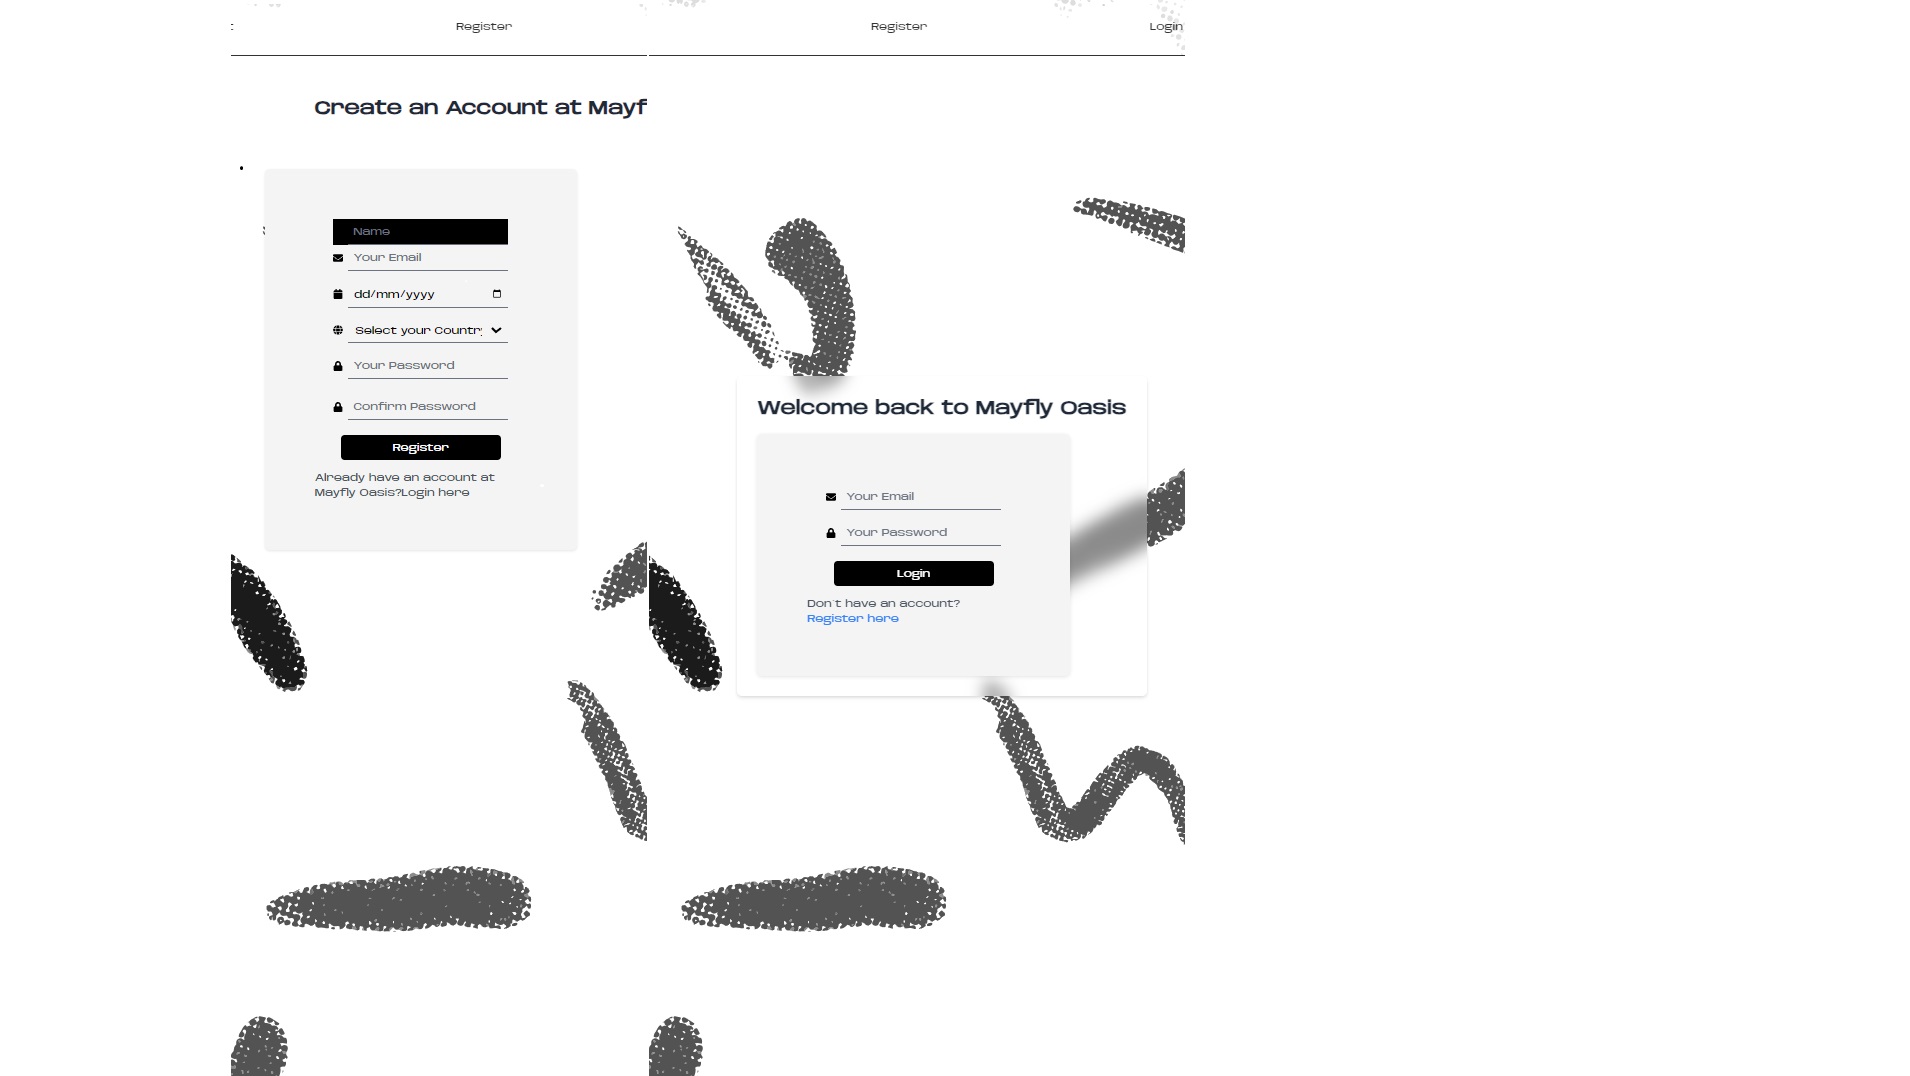 Register
Create an Account at Mayf
Name
Your Email
dd/mm/yyyy
Select your Country
Your Password
Confirm Password
Register
Already have an account at
Mayfly Oasis?Login here
Register
Login
Welcome back to Mayfly Oasis
Your Email
Your Password
Login
Don't have an account?
Register here